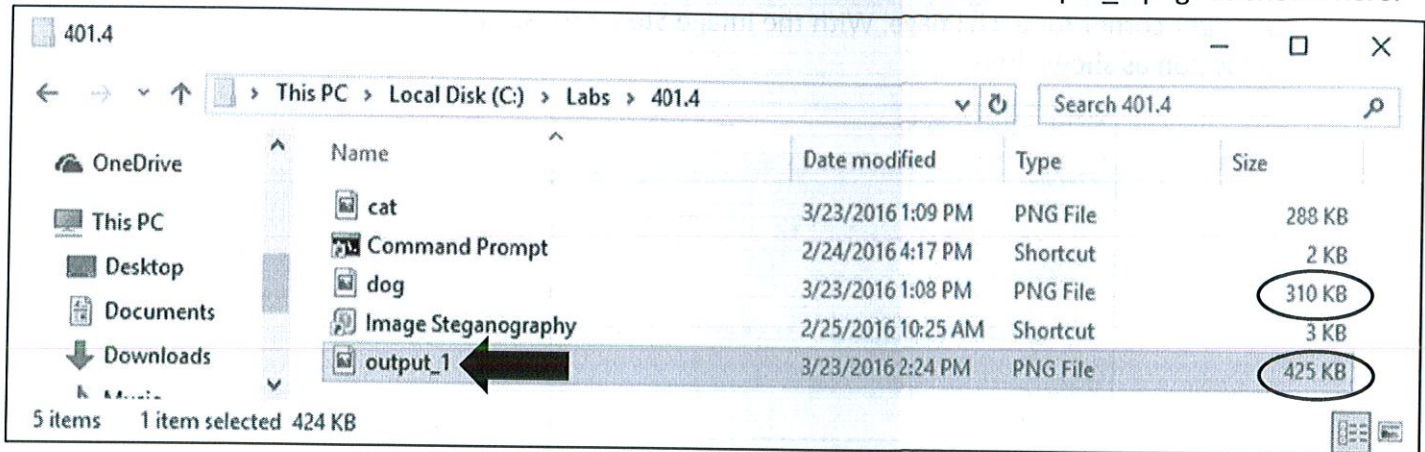 401.4
This PC > Local Disk (C:) > Labs > 401.4
Search 401.4
Name Date modified Type Size
OneDrive
This PC
Desktop
Documents
Downloads
cat 3/23/2016 1:09 PM PNG File 288 KB
Command Prompt 2/24/2016 4:17 PM Shortcut 2 KB
dog 3/23/2016 1:08 PM PNG File 310 KB
Image Steganography 2/25/2016 10:25 AM Shortcut 3 KB
output_1 3/23/2016 2:24 PM PNG File 425 KB
5 items 1 item selected 424 KB